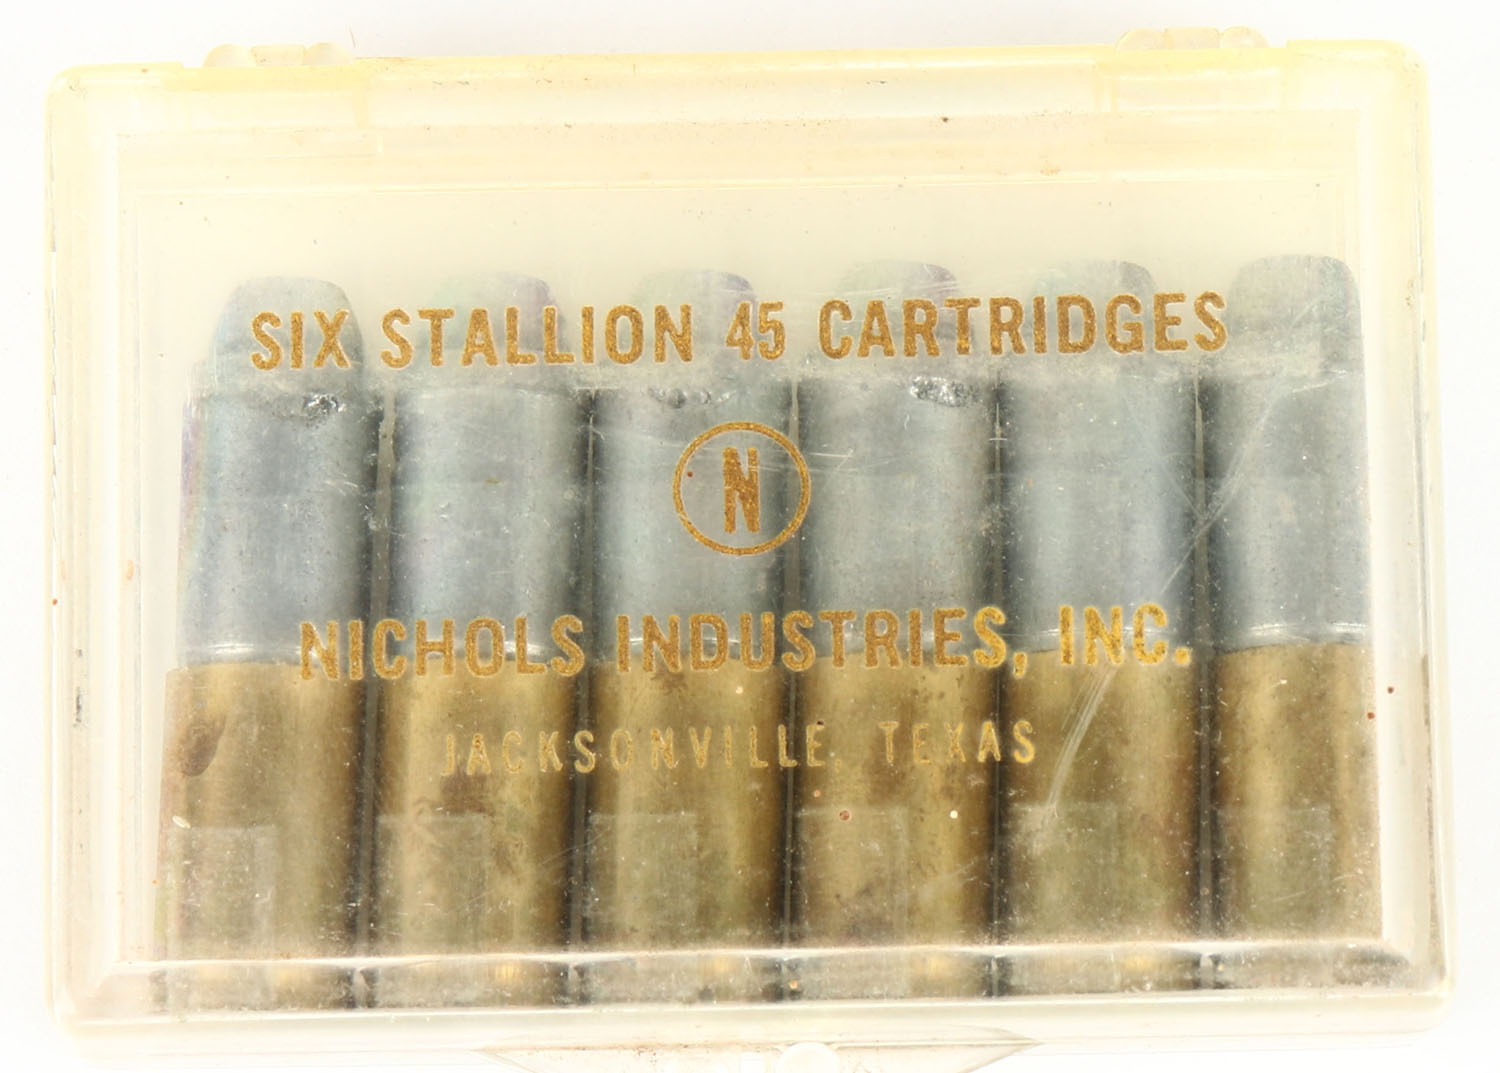 SIX STALLION 45 CARTRIDGES
N
NICHOLS INDUSTRIES, INC.
JACKSONVILLE, TEXAS